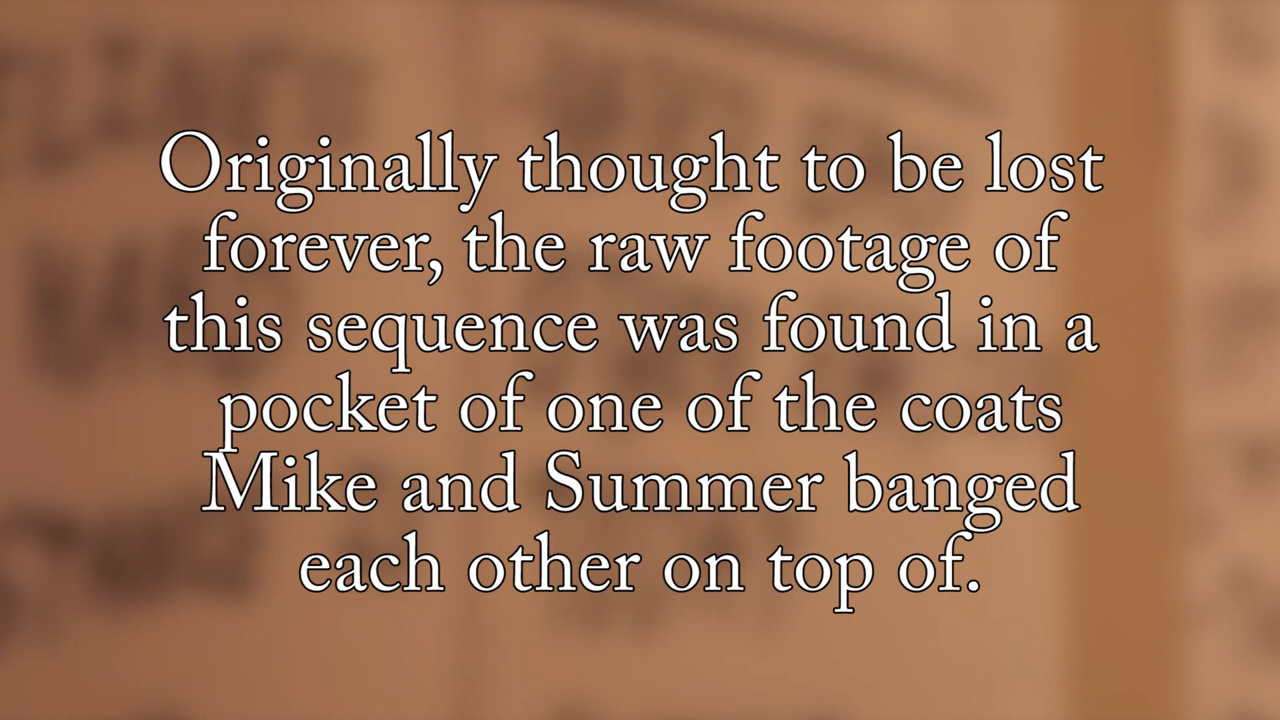 Originally thought to be lost
forever, the raw footage of
this sequence was found in a
pocket of one of the coats
Mike and Summer banged
each other on top of.